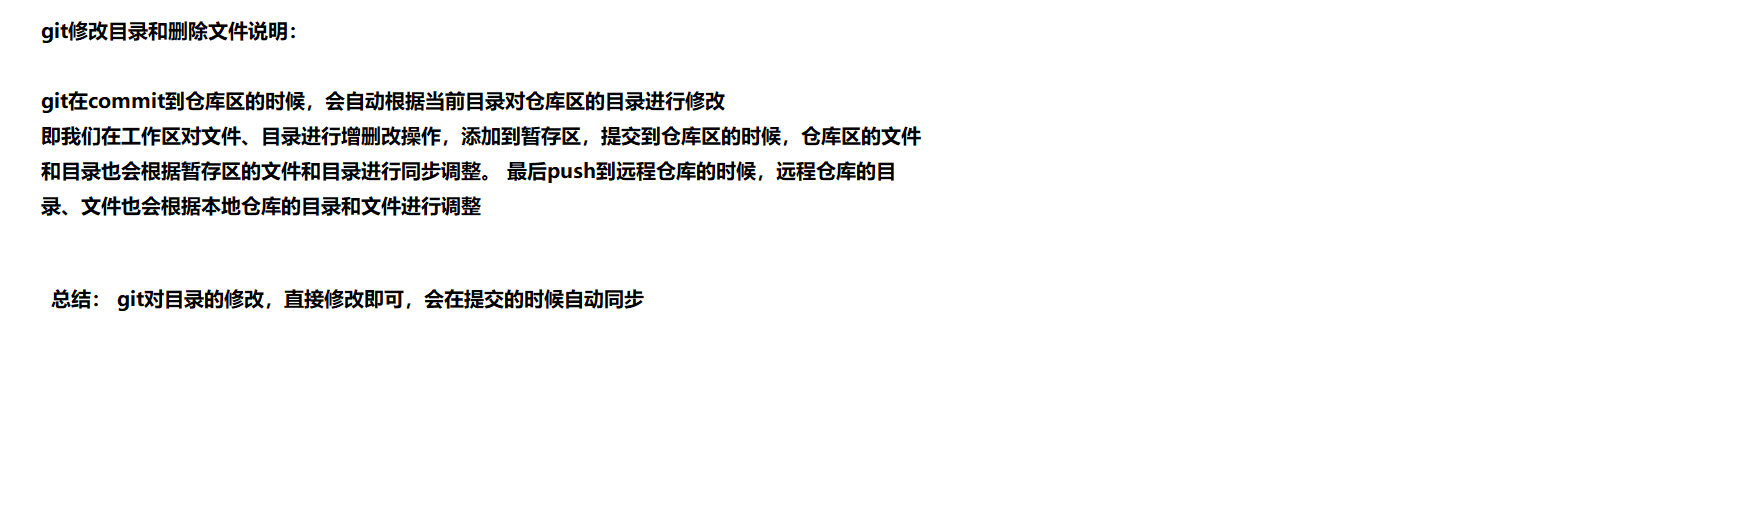 git修改目录和删除文件说明：
git在commit到仓库区的时候，会自动根据当前目录对仓库区的目录进行修改
即我们在工作区对文件、目录进行增删改操作，添加到暂存区，提交到仓库区的时候，仓库区的文件
和目录也会根据暂存区的文件和目录进行同步调整。 最后push到远程仓库的时候，远程仓库的目
录、文件也会根据本地仓库的目录和文件进行调整
总结： git对目录的修改，直接修改即可，会在提交的时候自动同步